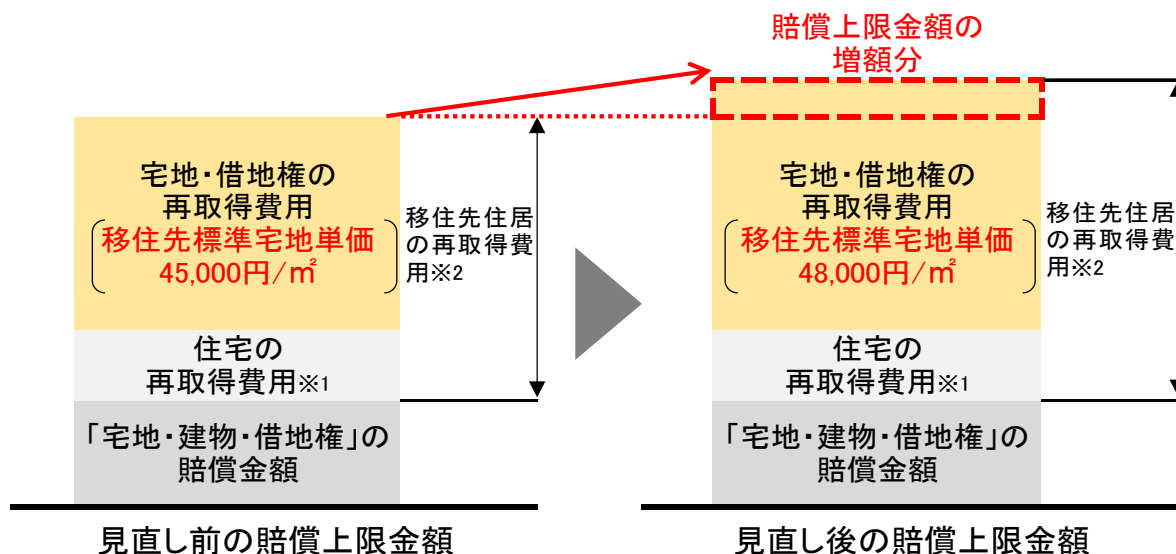 賠償上限金額の
増額分
宅地・借地権の
再取得費用
移住先標準宅地単価
45,000円/㎡
移住先住居
の再取得費
用※2
住宅の
再取得費用※1
「宅地・建物・借地権」の
賠償金額
見直し前の賠償上限金額
宅地・借地権の
再取得費用
移住先標準宅地単価
48,000円/㎡
移住先住居
の再取得費
用※2
住宅の
再取得費用※1
「宅地・建物・借地権」の
賠償金額
見直し後の賠償上限金額